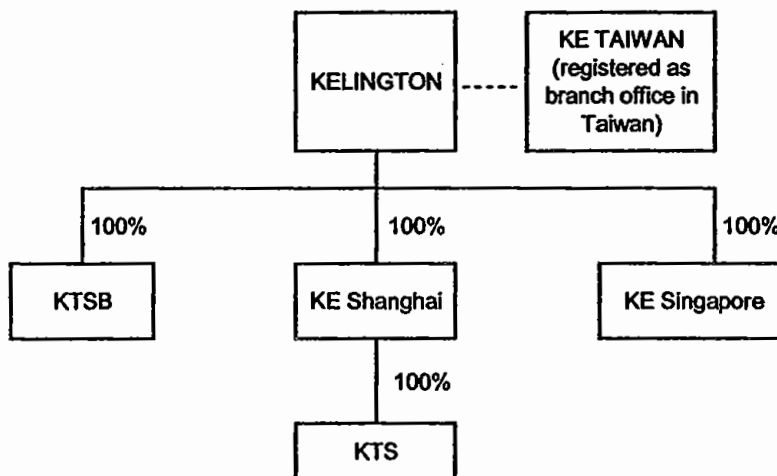 KELINGTON
KE TAIWAN
(registered as
branch office in
Taiwan)
100%
100%
100%
KTSB
KE Shanghai
KE Singapore
100%
KTS